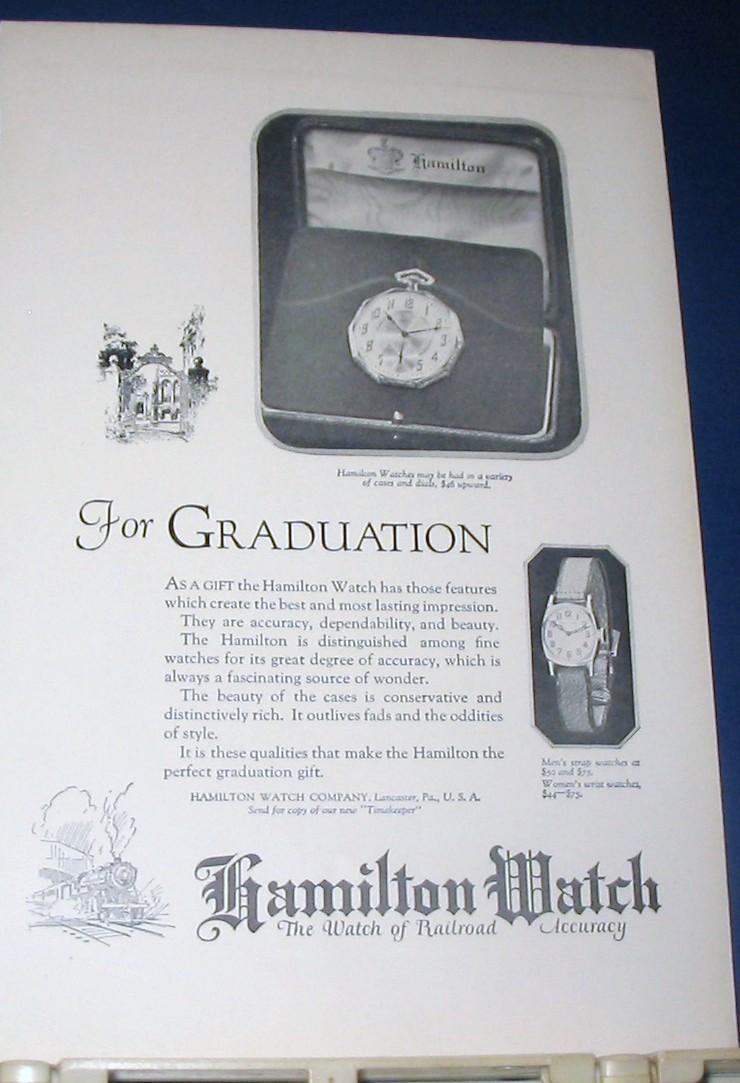 Hamilton
Hamilton Watches may be had in a variety
of cases and dials, $46 upward.
For GRADUATION
AS A GIFT the Hamilton Watch has those features
which create the best and most lasting impression.
They are accuracy, dependability, and beauty.
The Hamilton is distinguished among fine
watches for its great degree of accuracy, which is
always a fascinating source of wonder.
The beauty of the cases is conservative and
distinctively rich. It outlives fads and the oddities
of style.
It is these qualities that make the Hamilton the
perfect graduation gift.
HAMILTON WATCH COMPANY, Lancaster, Pa., U. S. A.
Send for copy of our new "Timekeeper"
Men's strap watches at
$50 and $75.
Women's wrist watches,
$44—$75.
Hamilton Watch
The Watch of Railroad Accuracy